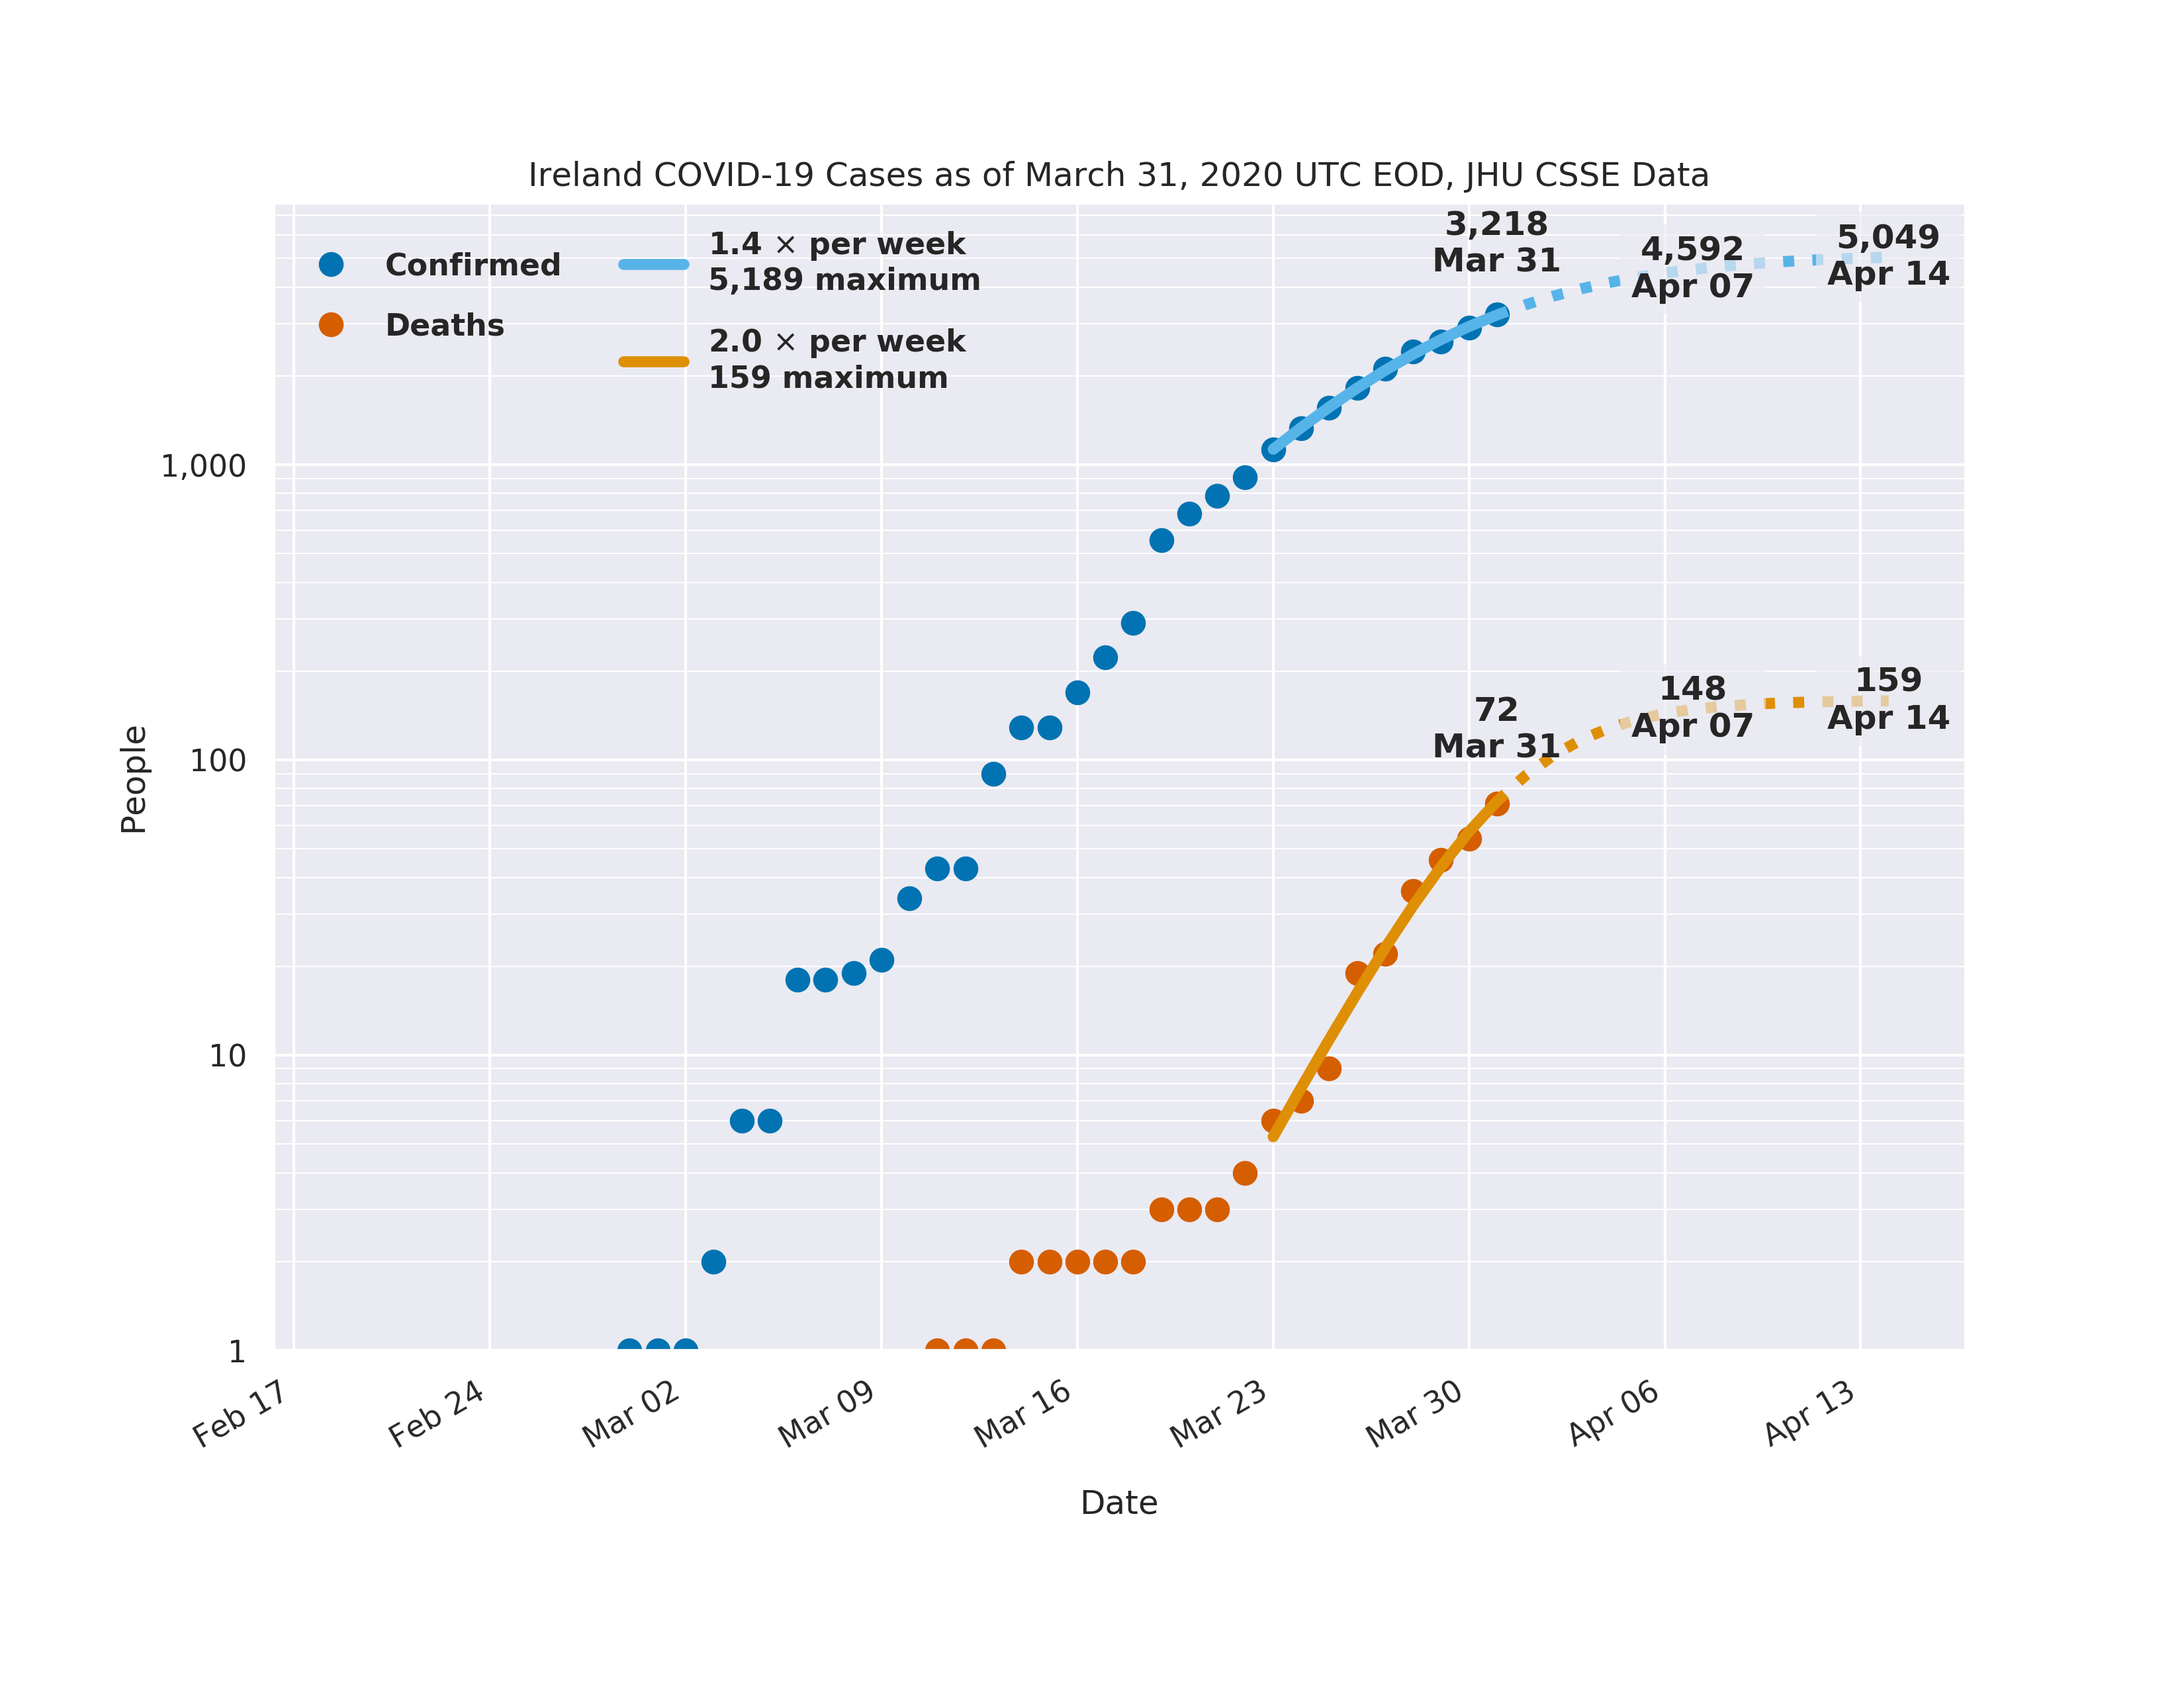 Ireland COVID-19 Cases as of March 31, 2020 UTC EOD, JHU CSSE Data
Confirmed
Deaths
1.4 × per week
5,189 maximum
2.0 × per week
159 maximum
3,218
Mar 31
4,592
Apr 07
5,049
Apr 14
72
Mar 31
148
Apr 07
159
Apr 14
People
1,000
100
10
1
Feb 17
Feb 24
Mar 02
Mar 09
Mar 16
Mar 23
Mar 30
Apr 06
Apr 13
Date